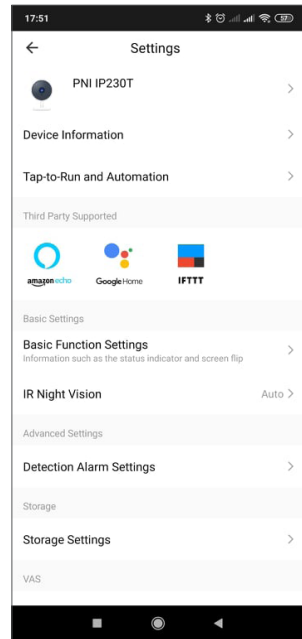 17:51
57
Settings
PNI IP230T
Device Information
Tap-to-Run and Automation
Third Party Supported
amazon echo
Google Home
IFTTT
Basic Settings
Basic Function Settings
Information such as the status indicator and screen flip
IR Night Vision
Auto
Advanced Settings
Detection Alarm Settings
Storage
Storage Settings
VAS